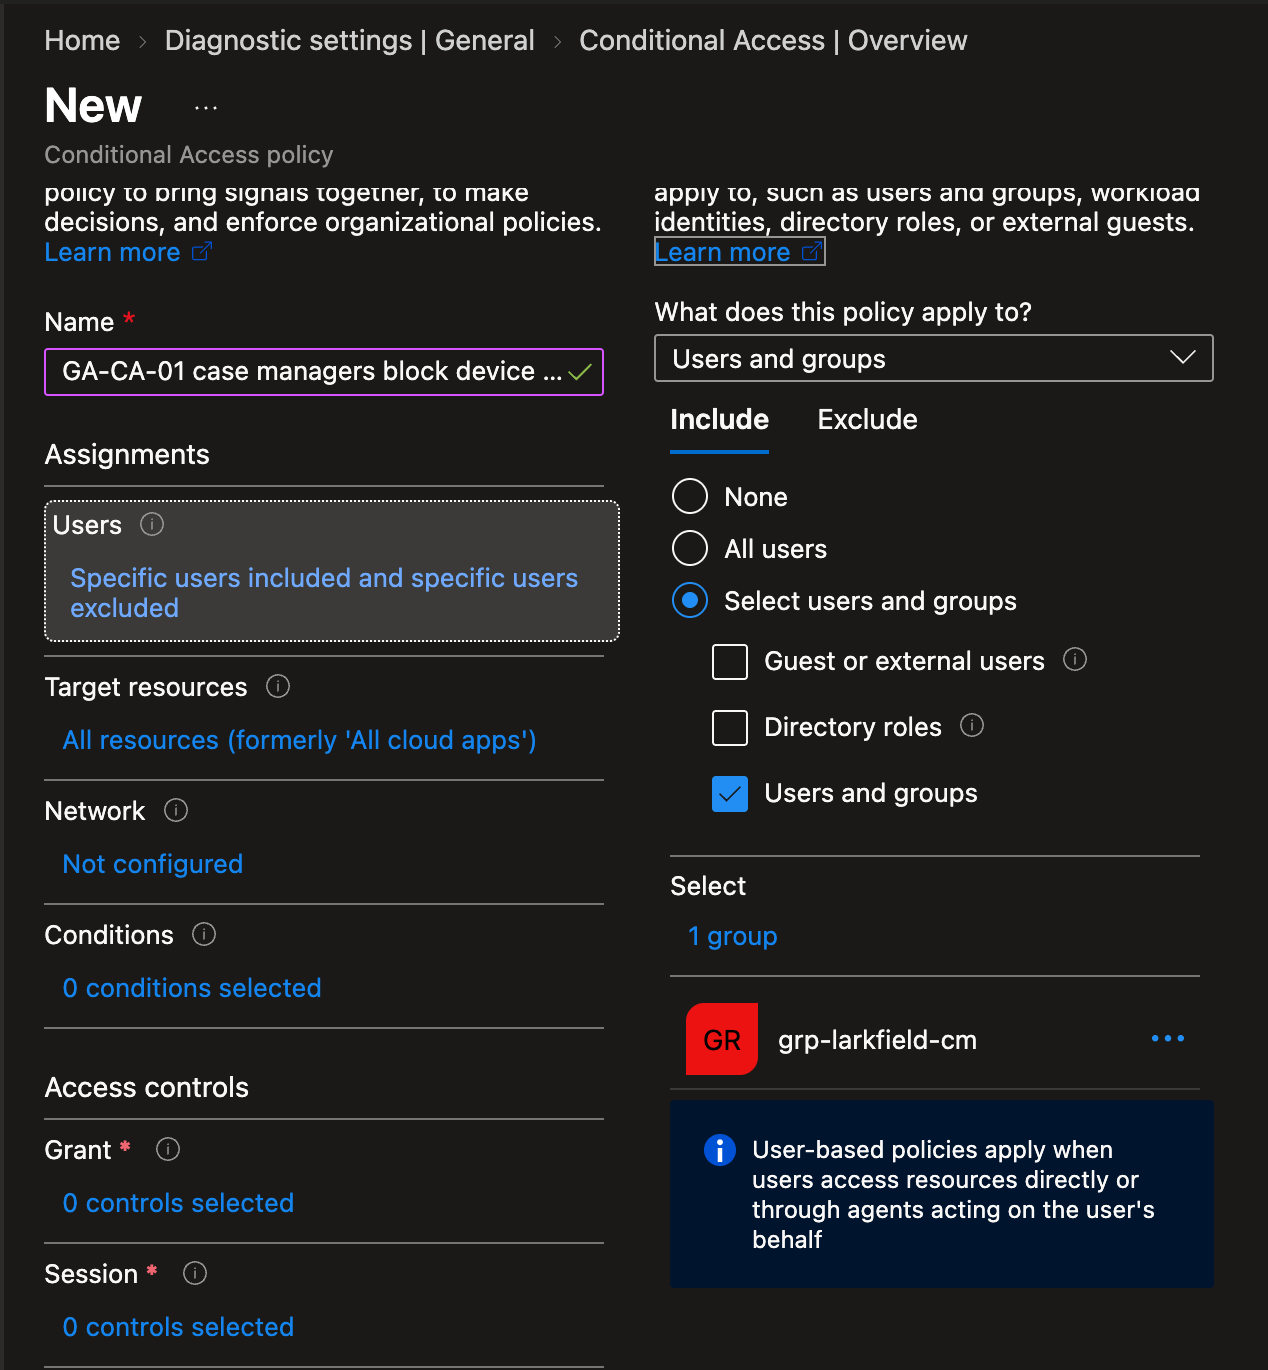 Home > Diagnostic settings | General > Conditional Access | Overview
New ...
Conditional Access policy
policy to bring signals together, to make
decisions, and enforce organizational policies.
Learn more
Name *
GA-CA-01 case managers block device ...
Assignments
Users
Specific users included and specific users
excluded
Target resources
All resources (formerly 'All cloud apps')
Network
Not configured
Conditions
0 conditions selected
Access controls
Grant *
0 controls selected
Session *
0 controls selected
apply to, such as users and groups, workload
identities, directory roles, or external guests.
Learn more
What does this policy apply to?
Users and groups
Include Exclude
None
All users
Select users and groups
Guest or external users
Directory roles
Users and groups
Select
1 group
GR grp-larkfield-cm
User-based policies apply when
users access resources directly or
through agents acting on the user's
behalf